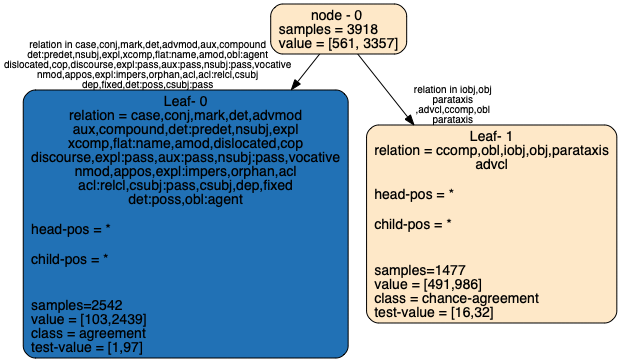 node - 0
samples = 3918
value = [561, 3357]
relation in case,conj,mark,det,advmod,aux,compound
det:predet,nsubj,expl,xcomp,flat:name,amod,obl:agent
dislocated,cop,discourse,expl:pass,aux:pass,nsubj:pass,vocative
nmod,appos,expl:impers,orphan,acl,acl:relcl,csubj
dep,fixed,det:poss,csubj:pass
relation in iobj,obj
parataxis
,advcl,ccomp,obl
parataxis
Leaf- 0
relation = case,conj,mark,det,advmod
aux,compound,det:predet,nsubj,expl
xcomp,flat:name,amod,dislocated,cop
discourse,expl:pass,aux:pass,nsubj:pass,vocative
nmod,appos,expl:impers,orphan,acl
acl:relcl,csubj:pass,csubj,dep,fixed
det:poss,obl:agent
head-pos = *
child-pos = *
samples=2542
value = [103,2439]
class = agreement
test-value = [1,97]
Leaf- 1
relation = ccomp,obl,iobj,obj,parataxis
advcl
head-pos = *
child-pos = *
samples=1477
value = [491,986]
class = chance-agreement
test-value = [16,32]